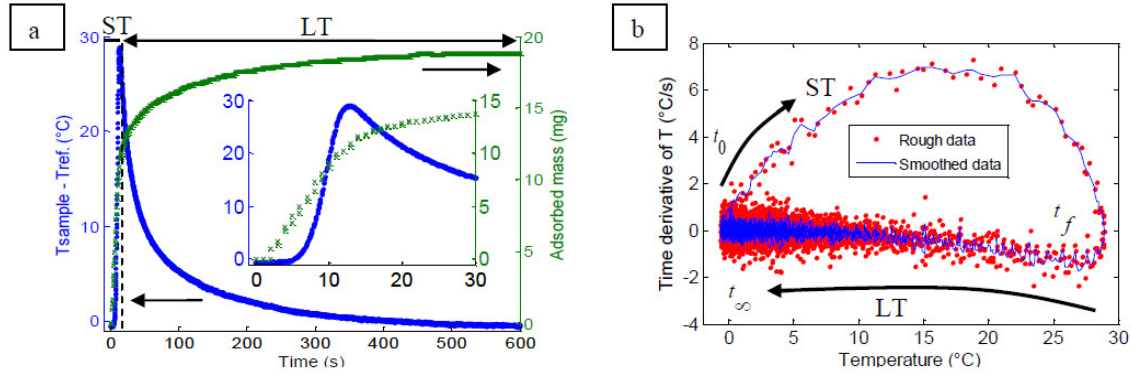 a
ST
LT
30
20
10
0
Tsample - Tref. (°C)
20
15
10
5
0
Adsorbed mass (mg)
30
20
10
0
15
10
5
0
0 10 20 30
0 100 200 300 400 500 600
Time (s)
b
8
6
4
2
0
-2
-4
Time derivative of T (°C/s)
ST
t0
Rough data
Smoothed data
tf
t∞
LT
0 5 10 15 20 25 30
Temperature (°C)